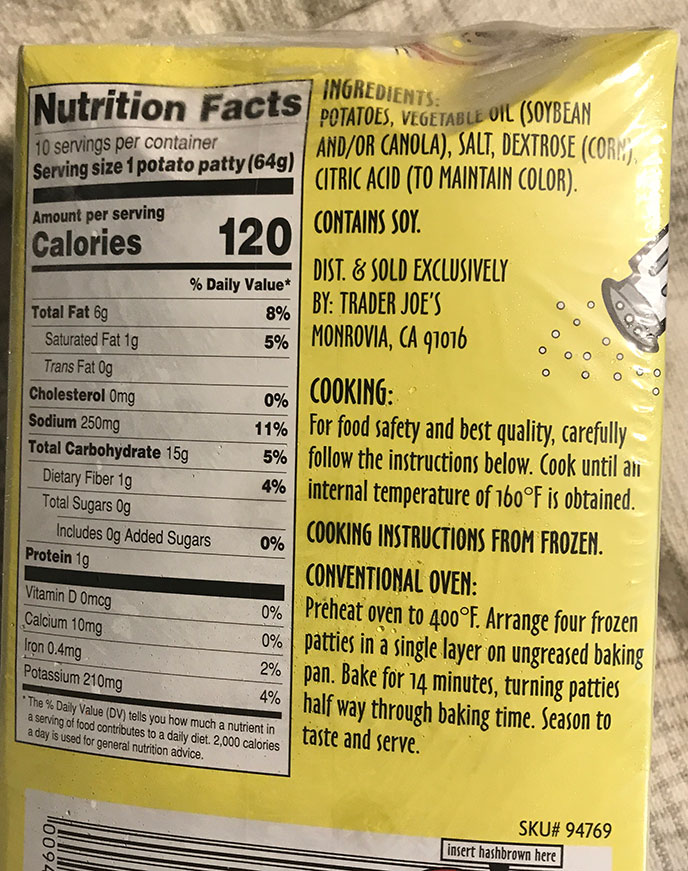 Nutrition Facts
10 servings per container
Serving size 1 potato patty (64g)
Amount per serving
Calories 120
% Daily Value*
Total Fat 6g 8%
Saturated Fat 1g 5%
Trans Fat 0g
Cholesterol 0mg 0%
Sodium 250mg 11%
Total Carbohydrate 15g 5%
Dietary Fiber 1g 4%
Total Sugars 0g
Includes 0g Added Sugars 0%
Protein 1g
Vitamin D 0mcg 0%
Calcium 10mg 0%
Iron 0.4mg 2%
Potassium 210mg 4%
* The % Daily Value (DV) tells you how much a nutrient in
a serving of food contributes to a daily diet. 2,000 calories
a day is used for general nutrition advice.
INGREDIENTS:
POTATOES, VEGETABLE OIL (SOYBEAN
AND/OR CANOLA), SALT, DEXTROSE (CORN),
CITRIC ACID (TO MAINTAIN COLOR).
CONTAINS SOY.
DIST. & SOLD EXCLUSIVELY
BY: TRADER JOE'S
MONROVIA, CA 91016
COOKING:
For food safety and best quality, carefully
follow the instructions below. Cook until an
internal temperature of 160°F is obtained.
COOKING INSTRUCTIONS FROM FROZEN.
CONVENTIONAL OVEN:
Preheat oven to 400°F. Arrange four frozen
patties in a single layer on ungreased baking
pan. Bake for 14 minutes, turning patties
half way through baking time. Season to
taste and serve.
SKU# 94769
insert hashbrown here